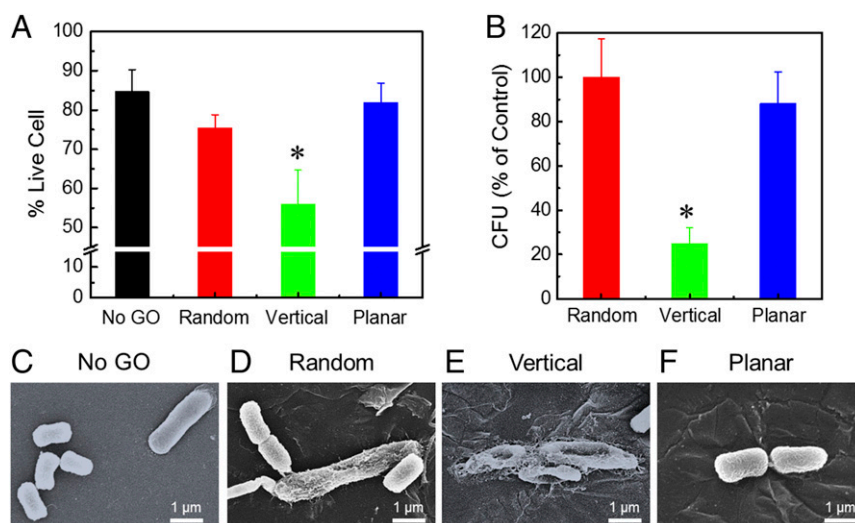 A
% Live Cell
100
90
80
70
60
50
10
0
*
No GO Random Vertical Planar
B
CFU (% of Control)
120
100
80
60
40
20
0
*
Random Vertical Planar
C No GO
1 µm
D Random
1 µm
E Vertical
1 µm
F Planar
1 µm